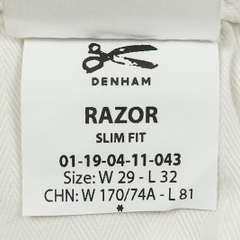 DENHAM
RAZOR
SLIM FIT
01-19-04-11-043
Size: W 29 - L 32
CHN: W 170/74A - L 81
*